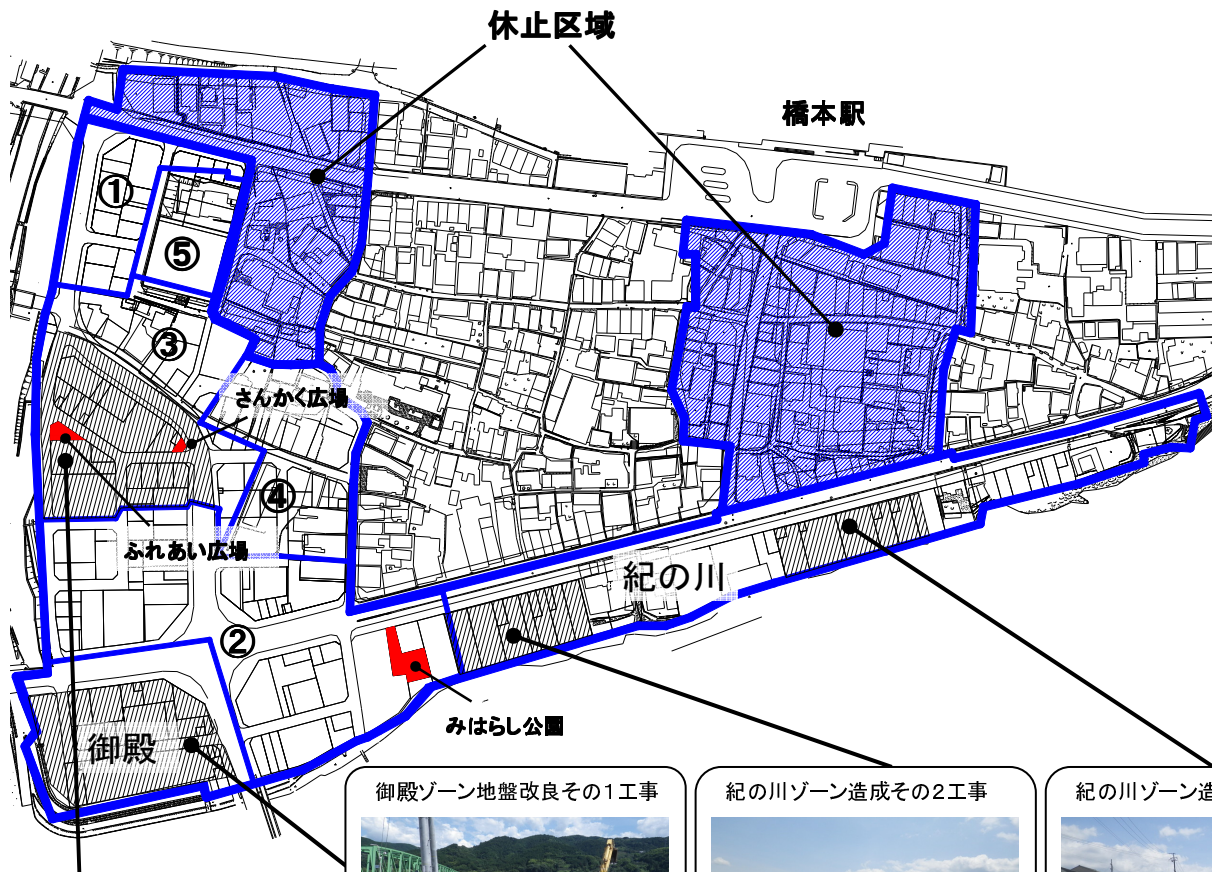 休止区域
橋本駅
①
⑤
③
さんかく広場
④
ふれあい広場
紀の川
②
みはらし公園
御殿
御殿ゾーン地盤改良その1工事
紀の川ゾーン造成その2工事
紀の川ゾーン造